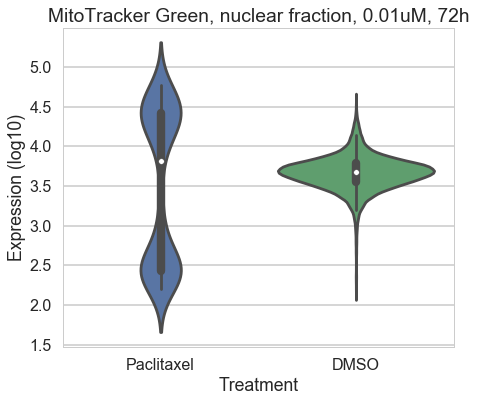 MitoTracker Green, nuclear fraction, 0.01uM, 72h
Expression (log10)
5.0
4.5
4.0
3.5
3.0
2.5
2.0
1.5
Paclitaxel
DMSO
Treatment